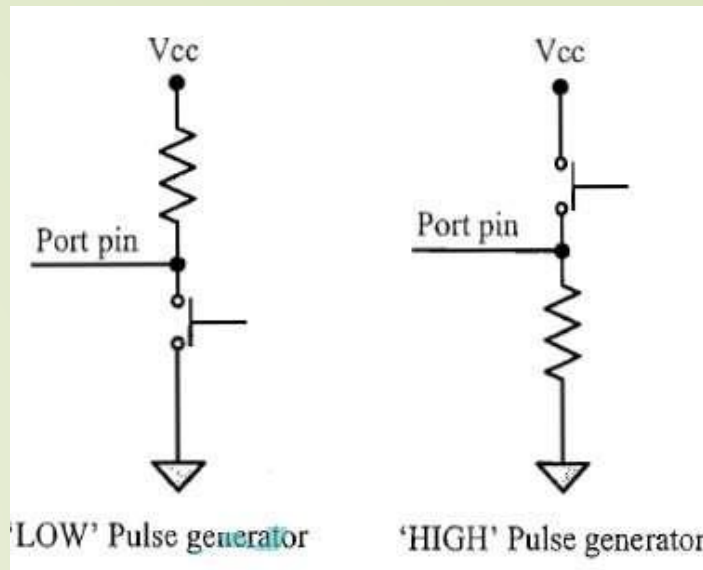 Vcc
Port pin
'LOW' Pulse generator
Vcc
Port pin
'HIGH' Pulse generator